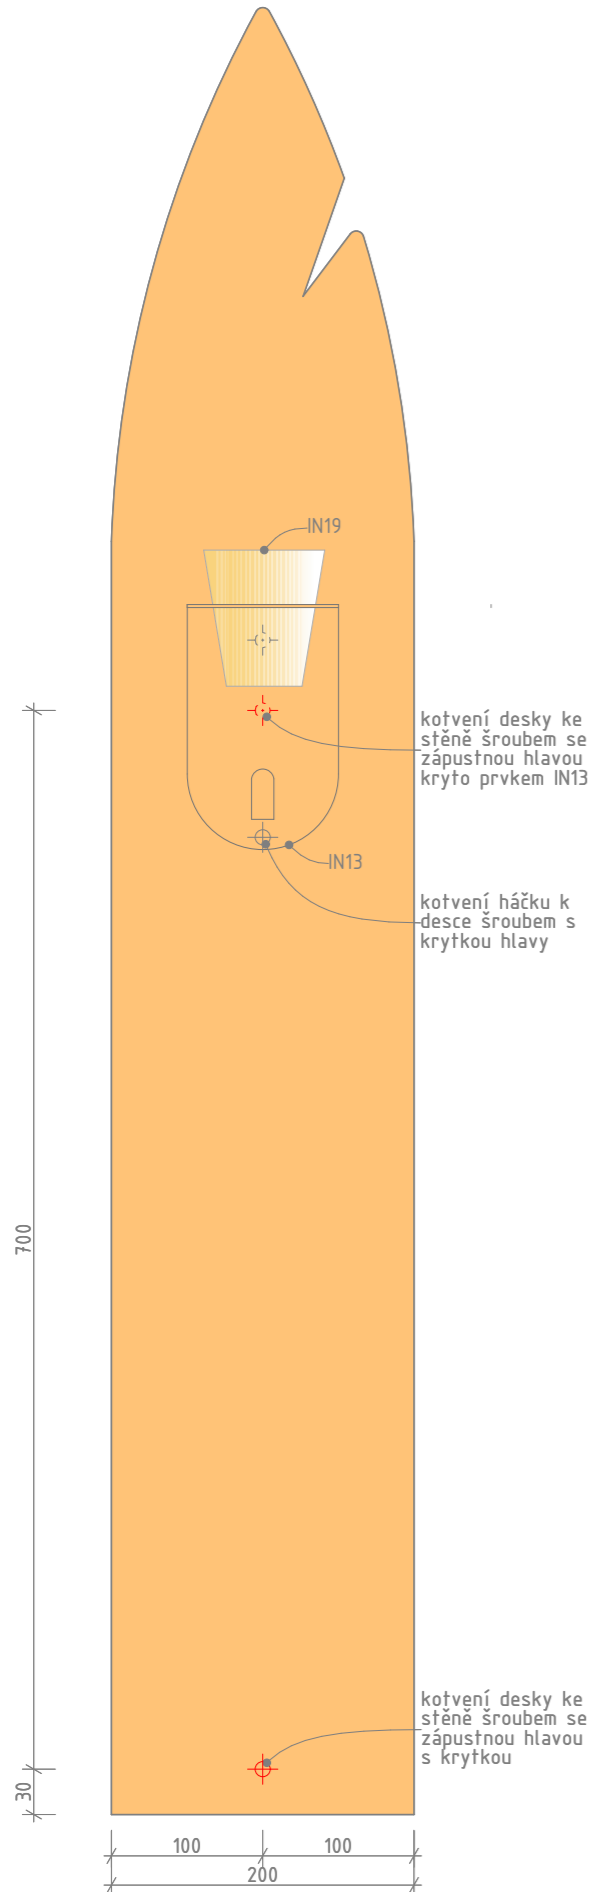 IN19
kotvení desky ke
stěně šroubem se
zápustnou hlavou
kryto prvkem IN13
IN13
kotvení háčku k
desce šroubem s
krytkou hlavy
700
kotvení desky ke
stěně šroubem se
zápustnou hlavou
s krytkou
30
100
100
200